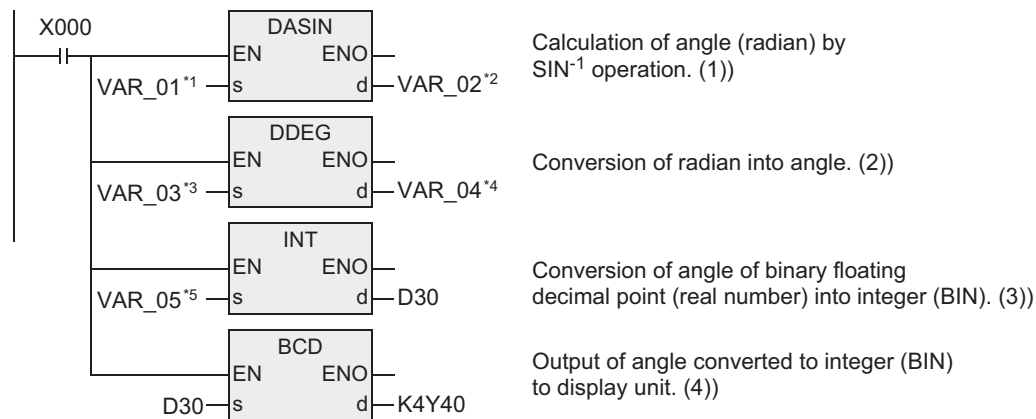 X000
DASIN
EN ENO
VAR_01*1 s d VAR_02*2
Calculation of angle (radian) by
SIN-1 operation. (1))
DDEG
EN ENO
VAR_03*3 s d VAR_04*4
Conversion of radian into angle. (2))
INT
EN ENO
VAR_05*5 s d D30
Conversion of angle of binary floating
decimal point (real number) into integer (BIN). (3))
BCD
EN ENO
D30 s d K4Y40
Output of angle converted to integer (BIN)
to display unit. (4))